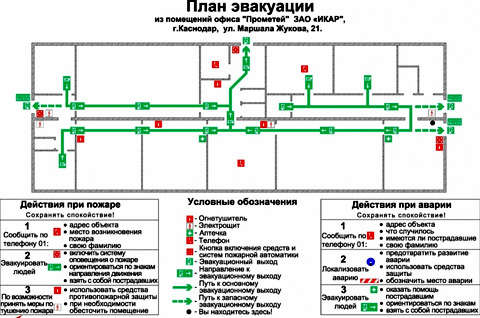 План эвакуации
из помещений офиса "Прометей" ЗАО «ИКАР»,
г.Каснодар, ул. Маршала Жукова, 21.
Действия при пожаре
Сохранять спокойствие!
1
Сообщить по
телефону 01:
адрес объекта
место возникновения
пожара
свою фамилию
2
Эвакуировать
людей
включить систему
оповещения о пожаре
ориентироваться по знакам
направления движения
взять с собой пострадавших
3
По возможности
принять меры по
тушению пожара
использовать средства
противопожарной защиты
при необходимости
обесточить помещение
Условные обозначения
- Огнетушитель
- Электрощит
- Аптечка
- Телефон
- Кнопка включения средств и
систем пожарной автоматики
- Эвакуационный выход
- Направление к
эвакуационному выходу
- Путь к основному
эвакуационному выходу
- Путь к запасному
эвакуационному выходу
- Вы находитесь здесь!
Действия при аварии
Сохранять спокойствие!
1
Сообщить по
телефону 01:
адрес объекта
что случилось
имеются ли пострадавшие
свою фамилию
2
Локализовать
аварию
предотвратить развитие
аварии
использовать средства
защиты
обозначить место аварии
3
Эвакуировать
людей
оказать помощь
пострадавшим
ориентироваться по знакам
взять с собой пострадавших